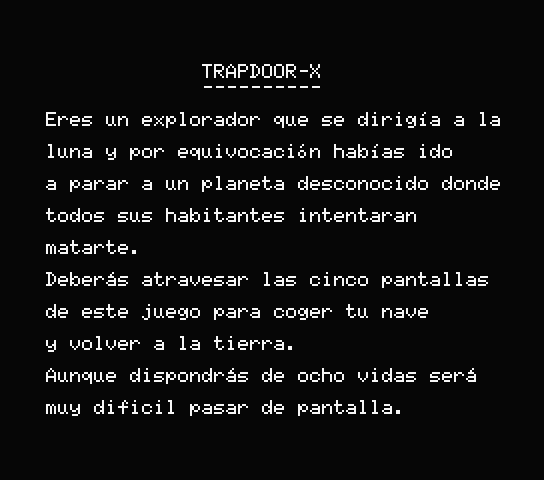 TRAPDOOR-X
----------
Eres un explorador que se dirigía a la
luna y por equivocación habías ido
a parar a un planeta desconocido donde
todos sus habitantes intentaran
matarte.
Deberás atravesar las cinco pantallas
de este juego para coger tu nave
y volver a la tierra.
Aunque dispondrás de ocho vidas será
muy dificil pasar de pantalla.